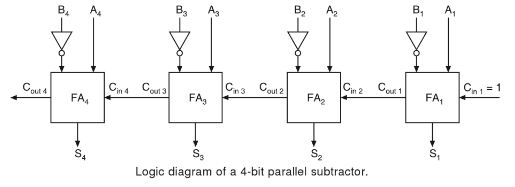 B4 A4 B3 A3 B2 A2 B1 A1
Cout 4 FA4 Cin 4 Cout 3 FA3 Cin 3 Cout 2 FA2 Cin 2 Cout 1 FA1 Cin 1 = 1
S4 S3 S2 S1
Logic diagram of a 4-bit parallel subtractor.